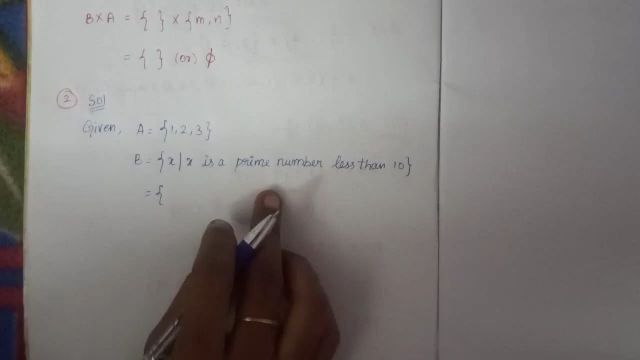 B × A = { } × {m, n}
= { } (or) ϕ
② Sol
Given, A = {1, 2, 3}
B = {x / x is a prime number less than 10}
= {